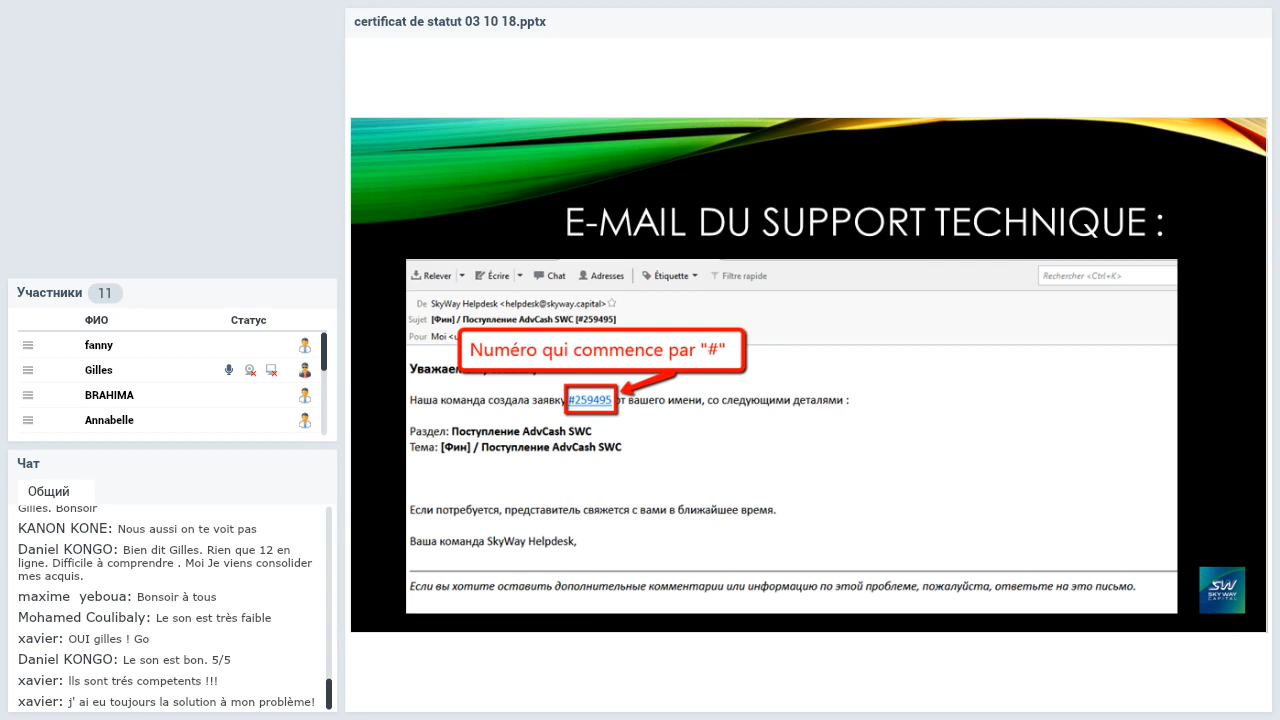 certificat de statut 03 10 18.pptx
E-MAIL DU SUPPORT TECHNIQUE :
Relever Écrire Chat Adresses Étiquette Filtre rapide Rechercher <Ctrl+K>
De SkyWay Helpdesk <helpdesk@skyway.capital>
Sujet [Фин] / Поступление AdvCash SWC [#259495]
Pour Moi
Numéro qui commence par "#"
Наша команда создала заявку #259495 от вашего имени, со следующими деталями :
Раздел: Поступление AdvCash SWC
Тема: [Фин] / Поступление AdvCash SWC
Если потребуется, представитель свяжется с вами в ближайшее время.
Ваша команда SkyWay Helpdesk,
Если вы хотите оставить дополнительные комментарии или информацию по этой проблеме, пожалуйста, ответьте на это письмо.
SW
SKY WAY
CAPITAL
Участники 11
ФИО Статус
fanny
Gilles
BRAHIMA
Annabelle
Чат
Общий
Gilles. Bonsoir
KANON KONE: Nous aussi on te voit pas
Daniel KONGO: Bien dit Gilles. Rien que 12 en
ligne. Difficile à comprendre . Moi Je viens consolider
mes acquis.
maxime yeboua: Bonsoir à tous
Mohamed Coulibaly: Le son est très faible
xavier: OUI gilles ! Go
Daniel KONGO: Le son est bon. 5/5
xavier: Ils sont trés competents !!!
xavier: j' ai eu toujours la solution à mon problème!